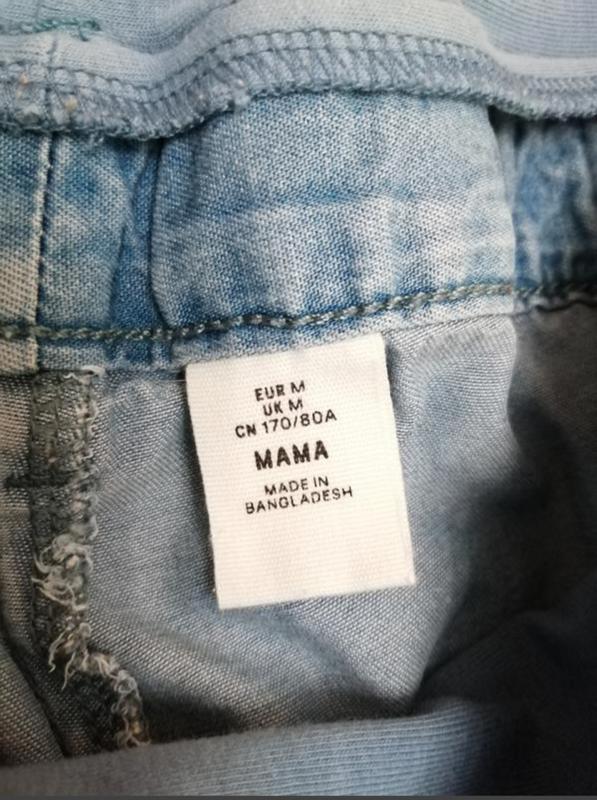 EUR M
UK M
CN 170/80A
MAMA
MADE IN
BANGLADESH